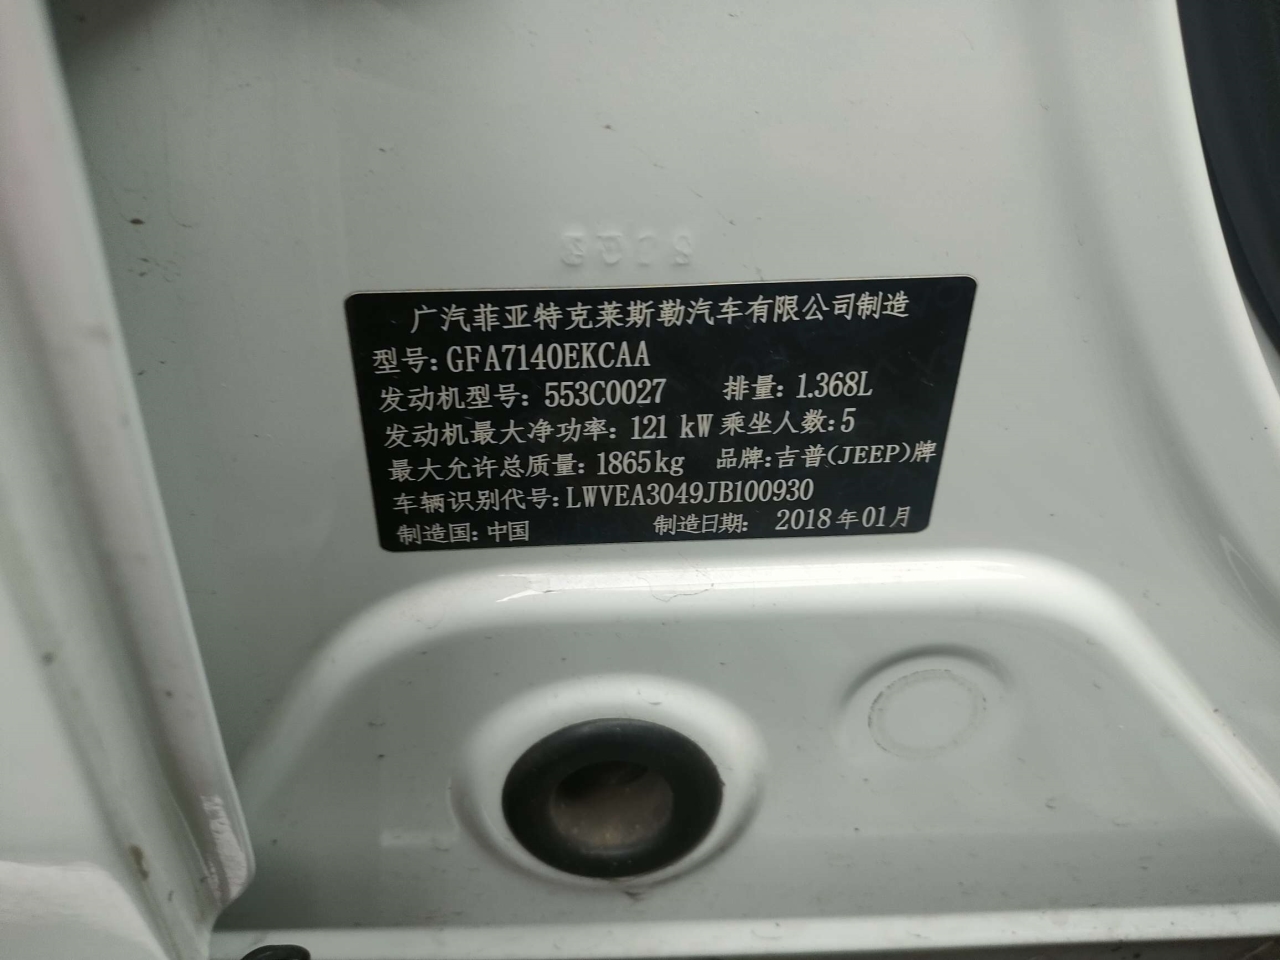 广汽菲亚特克莱斯勒汽车有限公司制造
型号: GFA7140EKCAA
发动机型号: 553C0027 排量: 1.368L
发动机最大净功率: 121 kW 乘坐人数: 5
最大允许总质量: 1865kg 品牌: 吉普(JEEP)牌
车辆识别代号: LWVEA3049JB100930
制造国: 中国 制造日期: 2018年01月